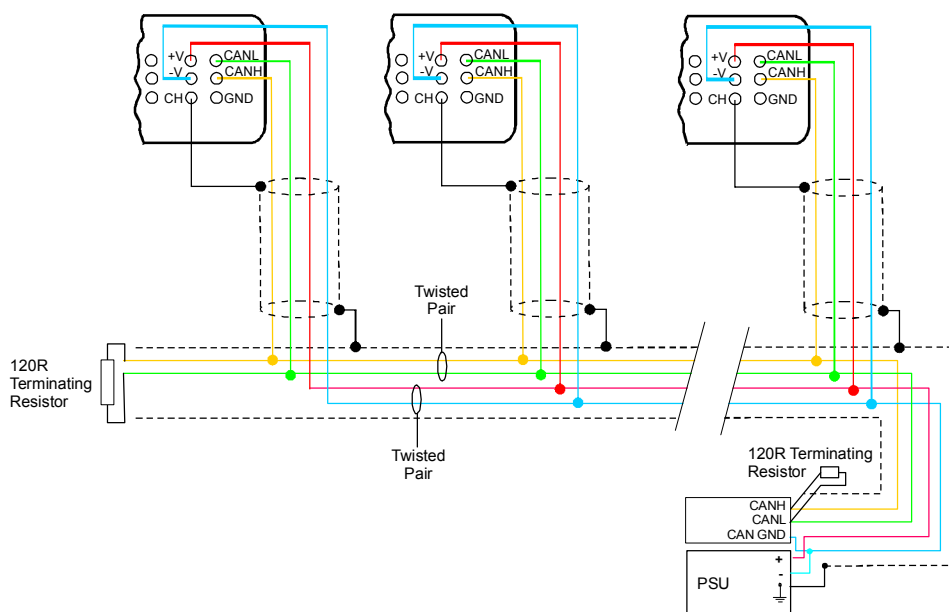 +V CANL
-V CANH
CH GND
+V CANL
-V CANH
CH GND
+V CANL
-V CANH
CH GND
Twisted
Pair
120R
Terminating
Resistor
Twisted
Pair
120R Terminating
Resistor
CANH
CANL
CAN GND
+
-
PSU